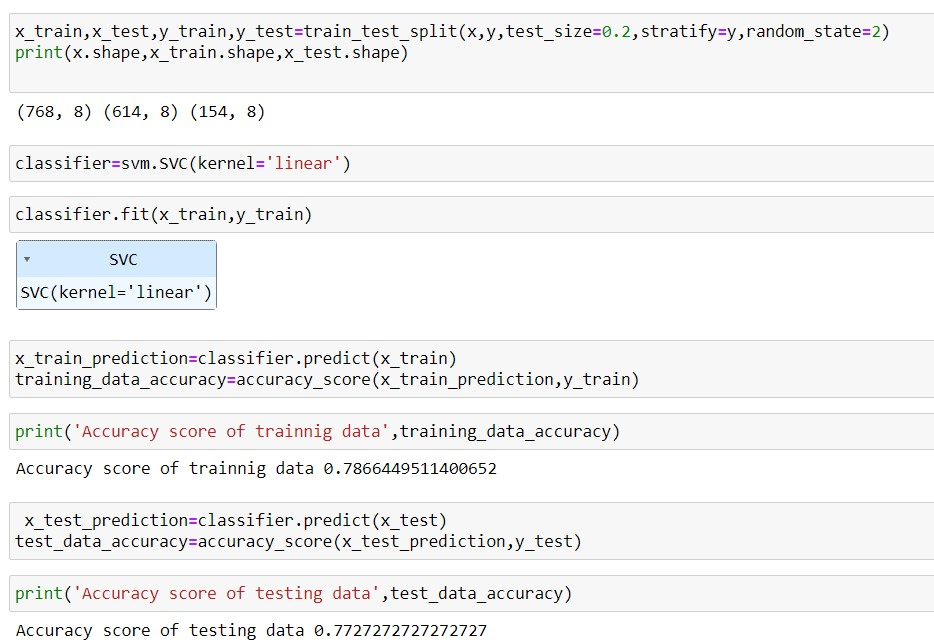 x_train,x_test,y_train,y_test=train_test_split(x,y,test_size=0.2,stratify=y,random_state=2)
print(x.shape,x_train.shape,x_test.shape)
(768, 8) (614, 8) (154, 8)
classifier=svm.SVC(kernel='linear')
classifier.fit(x_train,y_train)
SVC
SVC(kernel='linear')
x_train_prediction=classifier.predict(x_train)
training_data_accuracy=accuracy_score(x_train_prediction,y_train)
print('Accuracy score of trainnig data',training_data_accuracy)
Accuracy score of trainnig data 0.7866449511400652
x_test_prediction=classifier.predict(x_test)
test_data_accuracy=accuracy_score(x_test_prediction,y_test)
print('Accuracy score of testing data',test_data_accuracy)
Accuracy score of testing data 0.7727272727272727